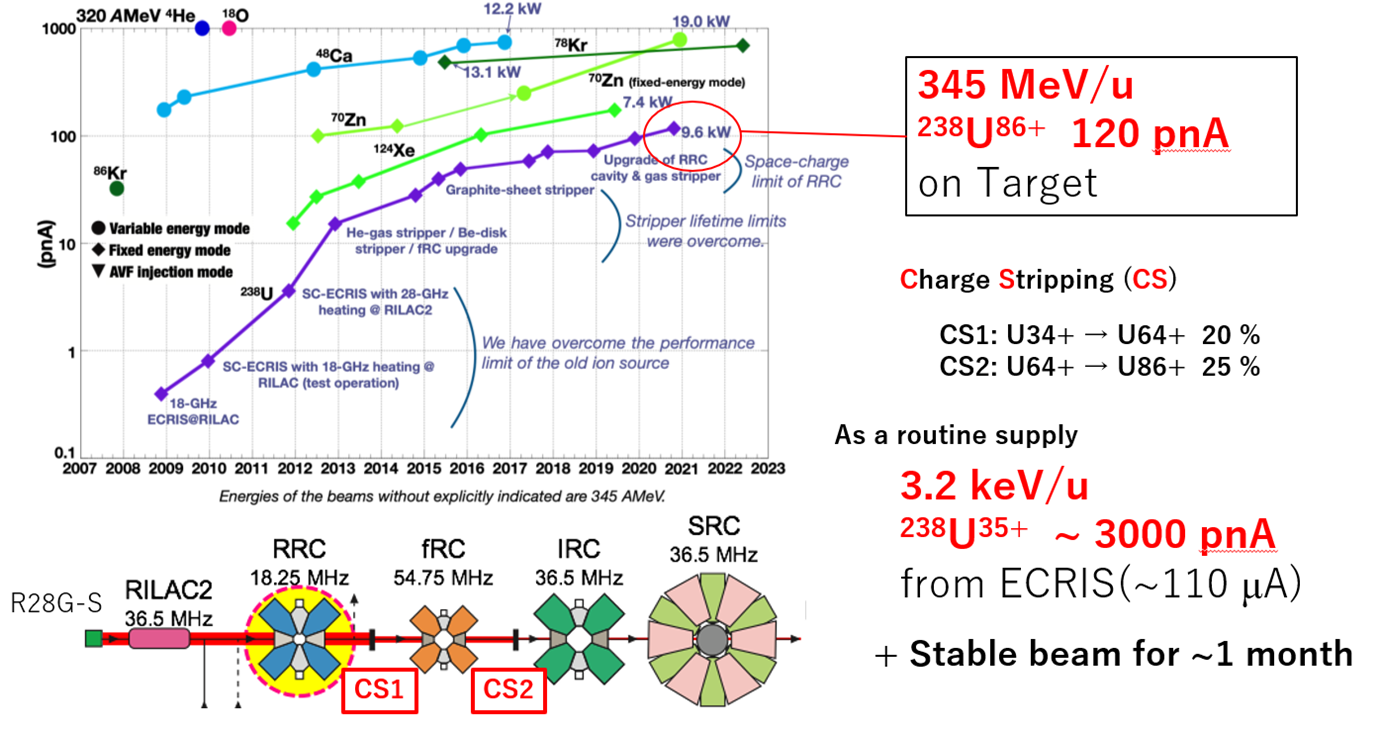 320 AMeV ⁴He
¹⁸O
12.2 kW
19.0 kW
1000
⁴⁸Ca
⁷⁸Kr
13.1 kW
⁷⁰Zn (fixed-energy mode)
7.4 kW
⁷⁰Zn
100
9.6 kW
¹²⁴Xe
Upgrade of RRC
cavity & gas stripper
Space-charge
limit of RRC
⁸⁶Kr
Graphite-sheet stripper
Stripper lifetime limits
were overcome.
● Variable energy mode
◆ Fixed energy mode
▼ AVF injection mode
He-gas stripper / Be-disk
stripper / fRC upgrade
10
(pnA)
²³⁸U
SC-ECRIS with 28-GHz
heating @ RILAC2
We have overcome the performance
limit of the old ion source
1
SC-ECRIS with 18-GHz heating @
RILAC (test operation)
18-GHz
ECRIS@RILAC
0.1
2007 2008 2009 2010 2011 2012 2013 2014 2015 2016 2017 2018 2019 2020 2021 2022 2023
Energies of the beams without explicitly indicated are 345 AMeV.
R28G-S
RILAC2
36.5 MHz
RRC
18.25 MHz
fRC
54.75 MHz
IRC
36.5 MHz
SRC
36.5 MHz
CS1
CS2
345 MeV/u
²³⁸U⁸⁶⁺ 120 pnA
on Target
Charge Stripping (CS)
CS1: U34+ → U64+ 20 %
CS2: U64+ → U86+ 25 %
As a routine supply
3.2 keV/u
²³⁸U³⁵⁺ ~ 3000 pnA
from ECRIS(~110 μA)
+ Stable beam for ~1 month